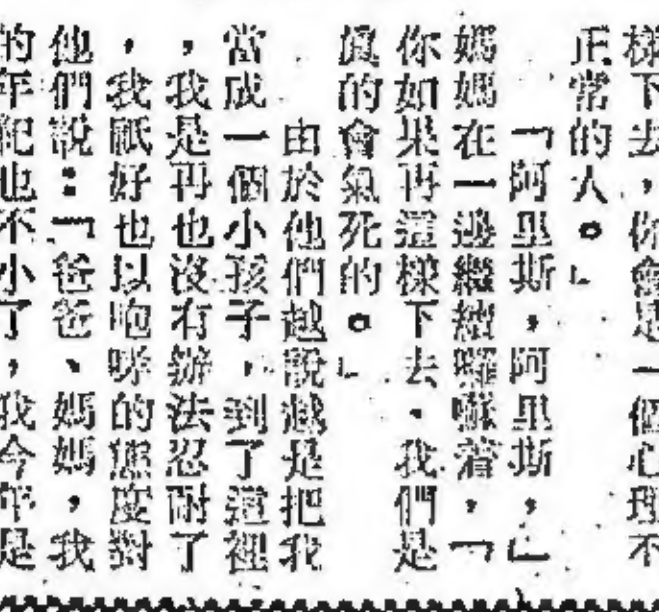 樣下去，你會是一個心理不
正常的人。」
「阿里斯，阿里斯，」
媽媽在一邊繼續囉嗦着，「
你如果再這樣下去，我們是
真的會氣死的。」
由於他們越說越是把我
當成一個小孩子，到了這裡
，我是再也沒有辦法忍耐了
，我祇好也以咆哮的態度對
他們說：「爸爸、媽媽，我
的年紀也不小了，我今年是